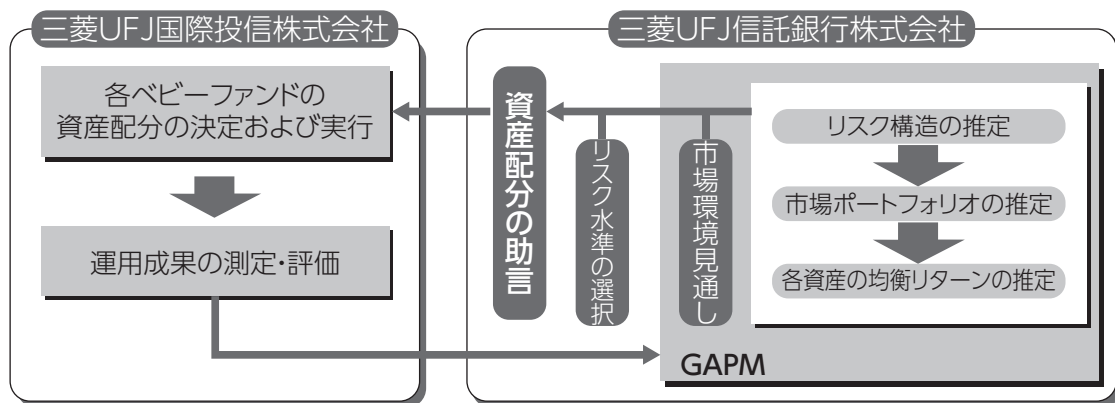 三菱UFJ国際投信株式会社
各ベビーファンドの
資産配分の決定および実行
運用成果の測定・評価
三菱UFJ信託銀行株式会社
資産配分の助言
リスク水準の選択
市場環境見通し
リスク構造の推定
市場ポートフォリオの推定
各資産の均衡リターンの推定
GAPM